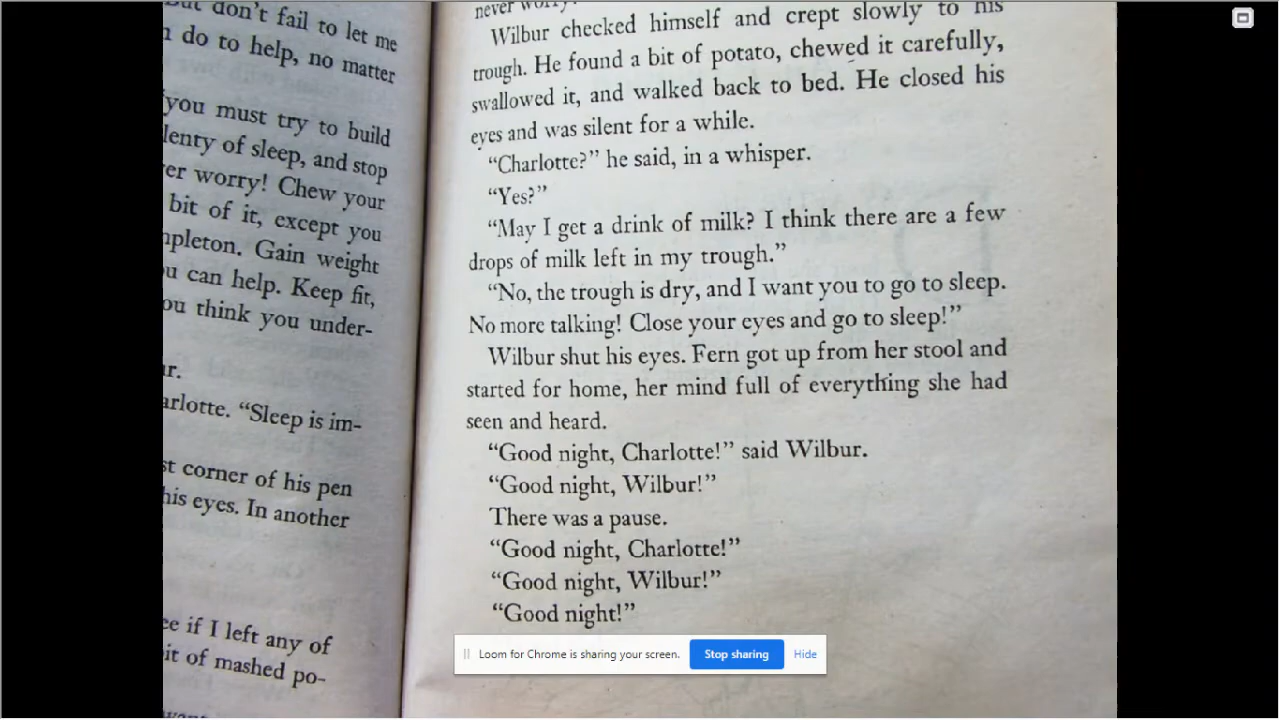 But don't fail to let me
do to help, no matter
you must try to build
plenty of sleep, and stop
worry! Chew your
bit of it, except you
Gain weight
can help. Keep fit,
think you under-
"Sleep is im-
corner of his pen
his eyes. In another
if I left any of
of mashed po-
never worry!
Wilbur checked himself and crept slowly to his
trough. He found a bit of potato, chewed it carefully,
swallowed it, and walked back to bed. He closed his
eyes and was silent for a while.
"Charlotte?" he said, in a whisper.
"Yes?"
"May I get a drink of milk? I think there are a few
drops of milk left in my trough."
"No, the trough is dry, and I want you to go to sleep.
No more talking! Close your eyes and go to sleep!"
Wilbur shut his eyes. Fern got up from her stool and
started for home, her mind full of everything she had
seen and heard.
"Good night, Charlotte!" said Wilbur.
"Good night, Wilbur!"
There was a pause.
"Good night, Charlotte!"
"Good night, Wilbur!"
"Good night!"
Loom for Chrome is sharing your screen. Stop sharing Hide